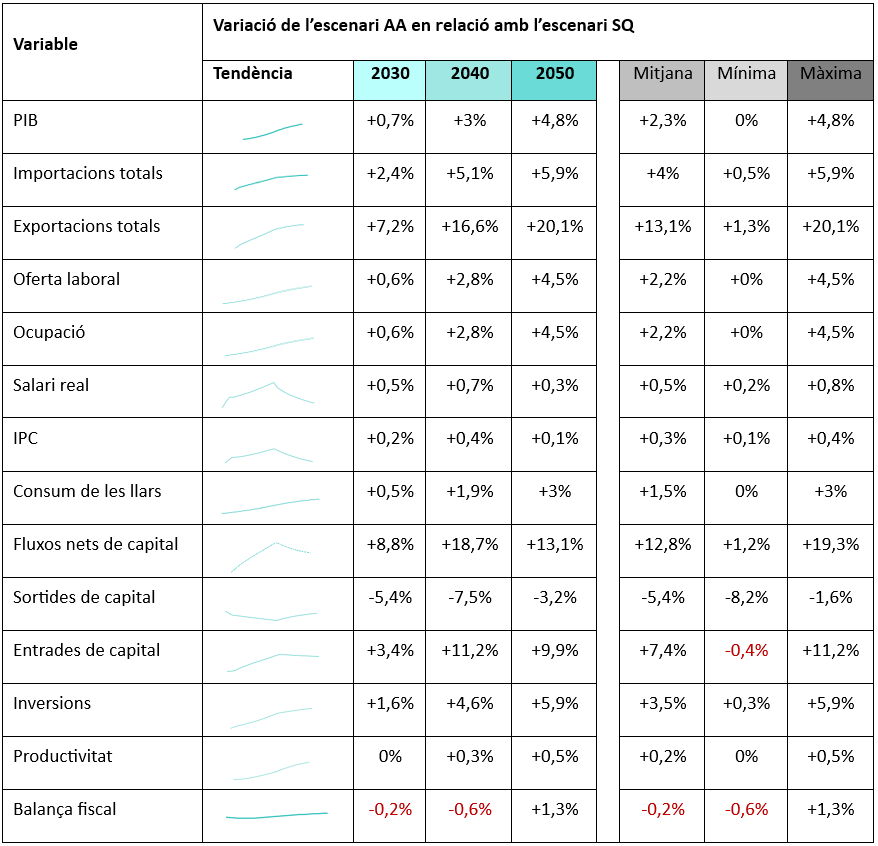 Variable
Variació de l’escenari AA en relació amb l’escenari SQ
Tendència 2030 2040 2050 Mitjana Mínima Màxima
PIB +0,7% +3% +4,8% +2,3% 0% +4,8%
Importacions totals +2,4% +5,1% +5,9% +4% +0,5% +5,9%
Exportacions totals +7,2% +16,6% +20,1% +13,1% +1,3% +20,1%
Oferta laboral +0,6% +2,8% +4,5% +2,2% +0% +4,5%
Ocupació +0,6% +2,8% +4,5% +2,2% +0% +4,5%
Salari real +0,5% +0,7% +0,3% +0,5% +0,2% +0,8%
IPC +0,2% +0,4% +0,1% +0,3% +0,1% +0,4%
Consum de les llars +0,5% +1,9% +3% +1,5% 0% +3%
Fluxos nets de capital +8,8% +18,7% +13,1% +12,8% +1,2% +19,3%
Sortides de capital -5,4% -7,5% -3,2% -5,4% -8,2% -1,6%
Entrades de capital +3,4% +11,2% +9,9% +7,4% -0,4% +11,2%
Inversions +1,6% +4,6% +5,9% +3,5% +0,3% +5,9%
Productivitat 0% +0,3% +0,5% +0,2% 0% +0,5%
Balança fiscal -0,2% -0,6% +1,3% -0,2% -0,6% +1,3%